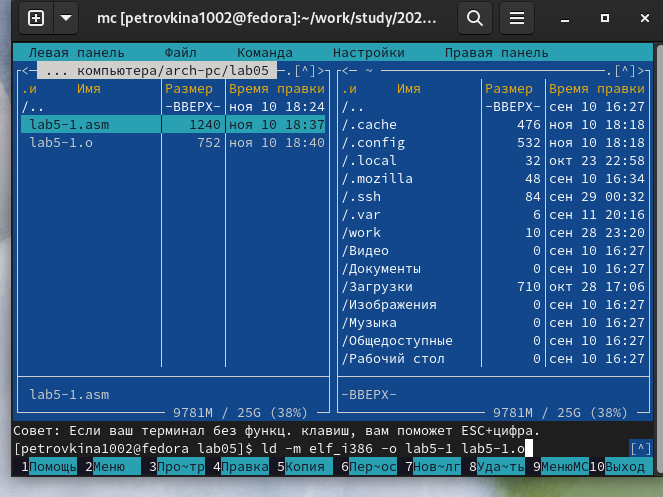 mc [petrovkina1002@fedora]:~/work/study/202...
Левая панель Файл Команда Настройки Правая панель
<— ... компьютера/arch-pc/lab05 —.[^]> <— ~ —.[^]>
.и Имя Размер Время правки .и Имя Размер Время правки
/.. -ВВЕРХ- ноя 10 18:24 /.. -ВВЕРХ- сен 10 16:27
lab5-1.asm 1240 ноя 10 18:37 /.cache 476 ноя 10 18:18
lab5-1.o 752 ноя 10 18:40 /.config 532 ноя 10 18:18
/.local 32 окт 23 22:58
/.mozilla 48 сен 10 16:34
/.ssh 84 сен 29 00:32
/.var 6 сен 11 20:16
/work 10 сен 28 23:20
/Видео 0 сен 10 16:27
/Документы 0 сен 10 16:27
/Загрузки 710 окт 28 17:06
/Изображения 0 сен 10 16:27
/Музыка 0 сен 10 16:27
/Общедоступные 0 сен 10 16:27
/Рабочий стол 0 сен 10 16:27
lab5-1.asm -ВВЕРХ-
9781M / 25G (38%) 9781M / 25G (38%)
Совет: Если ваш терминал без функц. клавиш, вам поможет ESC+цифра.
[petrovkina1002@fedora lab05]$ ld -m elf_i386 -o lab5-1 lab5-1.o [^]
1Помощь 2Меню 3Про~тр 4Правка 5Копия 6Пер~ос 7Нов~лг 8Уда~ть 9МенюMC 10Выход